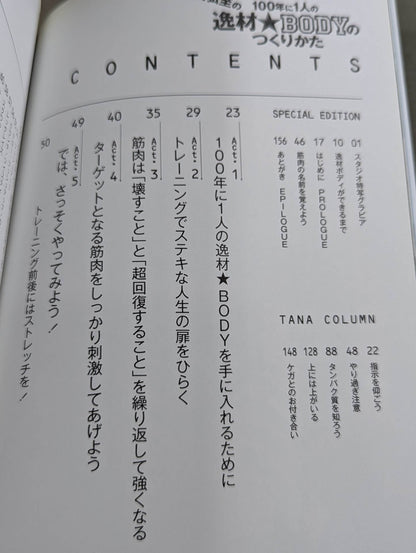 100年に1人の
逸材★BODYの
つくりかた
CONTENTS
SPECIAL EDITION
01 スタジオ特写グラビア
10 逸材ボディができるまで
17 はじめに PROLOGUE
46 筋肉の名前を覚えよう
156 あとがき EPILOGUE
TANA COLUMN
22 指示を仰ごう
48 やり過ぎ注意
88 タンパク質を知ろう
128 上には上がいる
148 ケガとのお付き合い
23 Act. 1 100年に1人の逸材★BODYを手に入れるために
29 Act. 2 トレーニングでステキな人生の扉をひらく
35 Act. 3 筋肉は「壊すこと」と「超回復すること」を繰り返して強くなる
40 Act. 4 ターゲットとなる筋肉をしっかり刺激してあげよう
49 Act. 5 では、さっそくやってみよう!
50 トレーニング前後にはストレッチを!